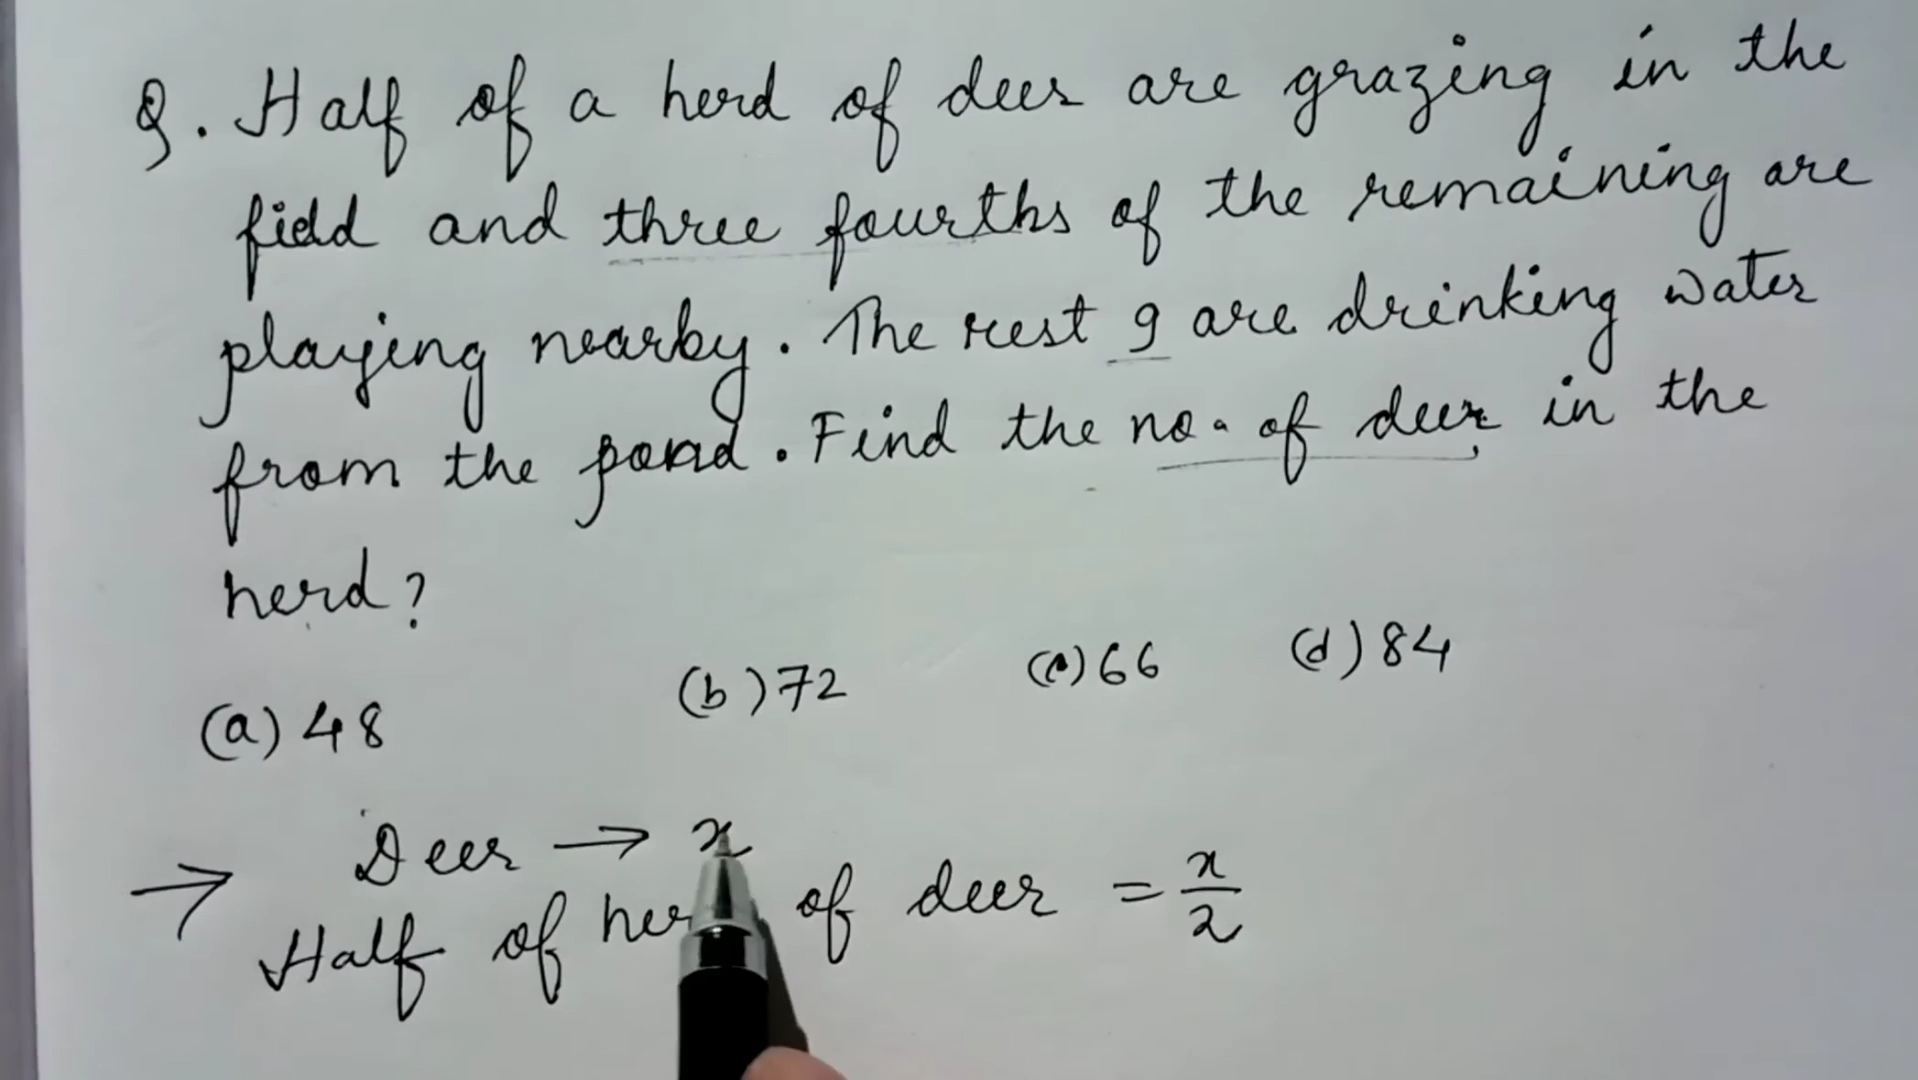 Q. Half of a herd of deer are grazing in the
field and three fourths of the remaining are
playing nearby. The rest 9 are drinking water
from the pond. Find the no. of deer in the
herd?
(a) 48 (b) 72 (c) 66 (d) 84
→ Deer → x
Half of of deer = x/2